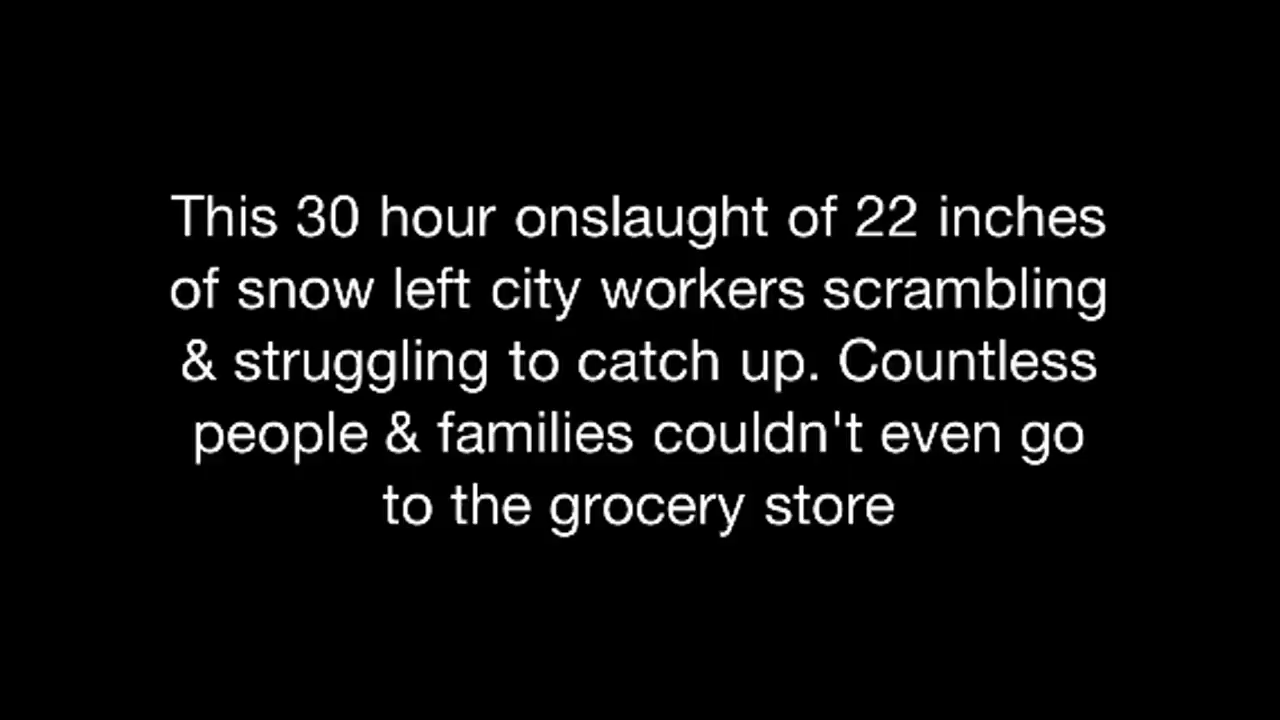 This 30 hour onslaught of 22 inches
of snow left city workers scrambling
& struggling to catch up. Countless
people & families couldn't even go
to the grocery store